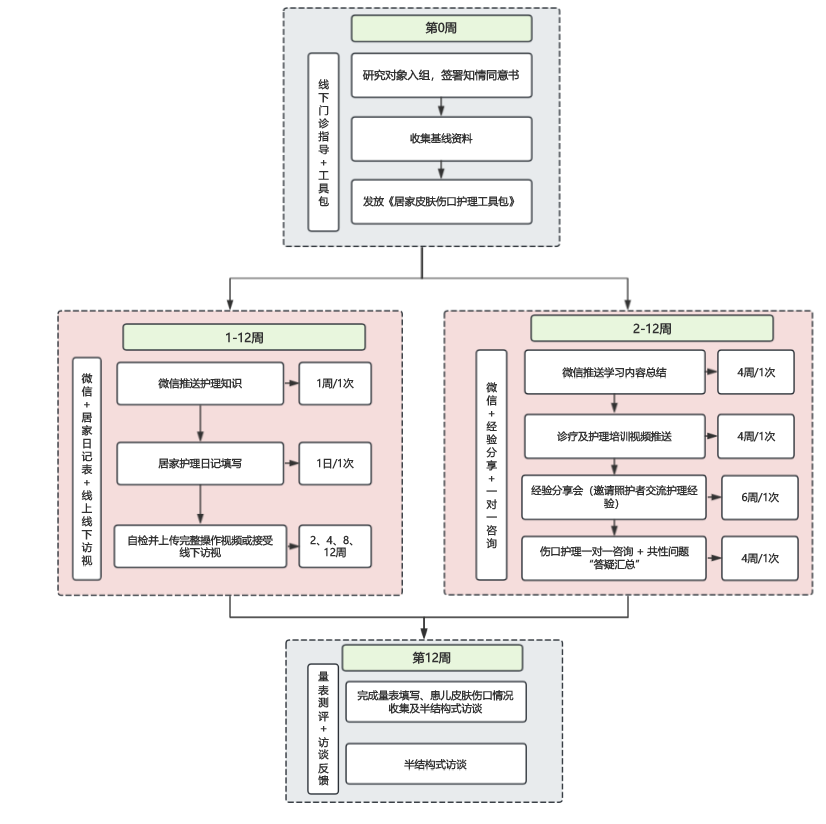 第0周
线下门诊指导+工具包
研究对象入组，签署知情同意书
收集基线资料
发放《居家皮肤伤口护理工具包》
1-12周
微信+居家日记表+线上线下访视
微信推送护理知识
1周/1次
居家护理日记填写
1日/1次
自检并上传完整操作视频或接受
线下访视
2、4、8、
12周
2-12周
微信+经验分享+一对一咨询
微信推送学习内容总结
4周/1次
诊疗及护理培训视频推送
4周/1次
经验分享会（邀请照护者交流护理经
验）
6周/1次
伤口护理一对一咨询 + 共性问题
“答疑汇总”
4周/1次
第12周
量表测评+访谈反馈
完成量表填写、患儿皮肤伤口情况
收集及半结构式访谈
半结构式访谈